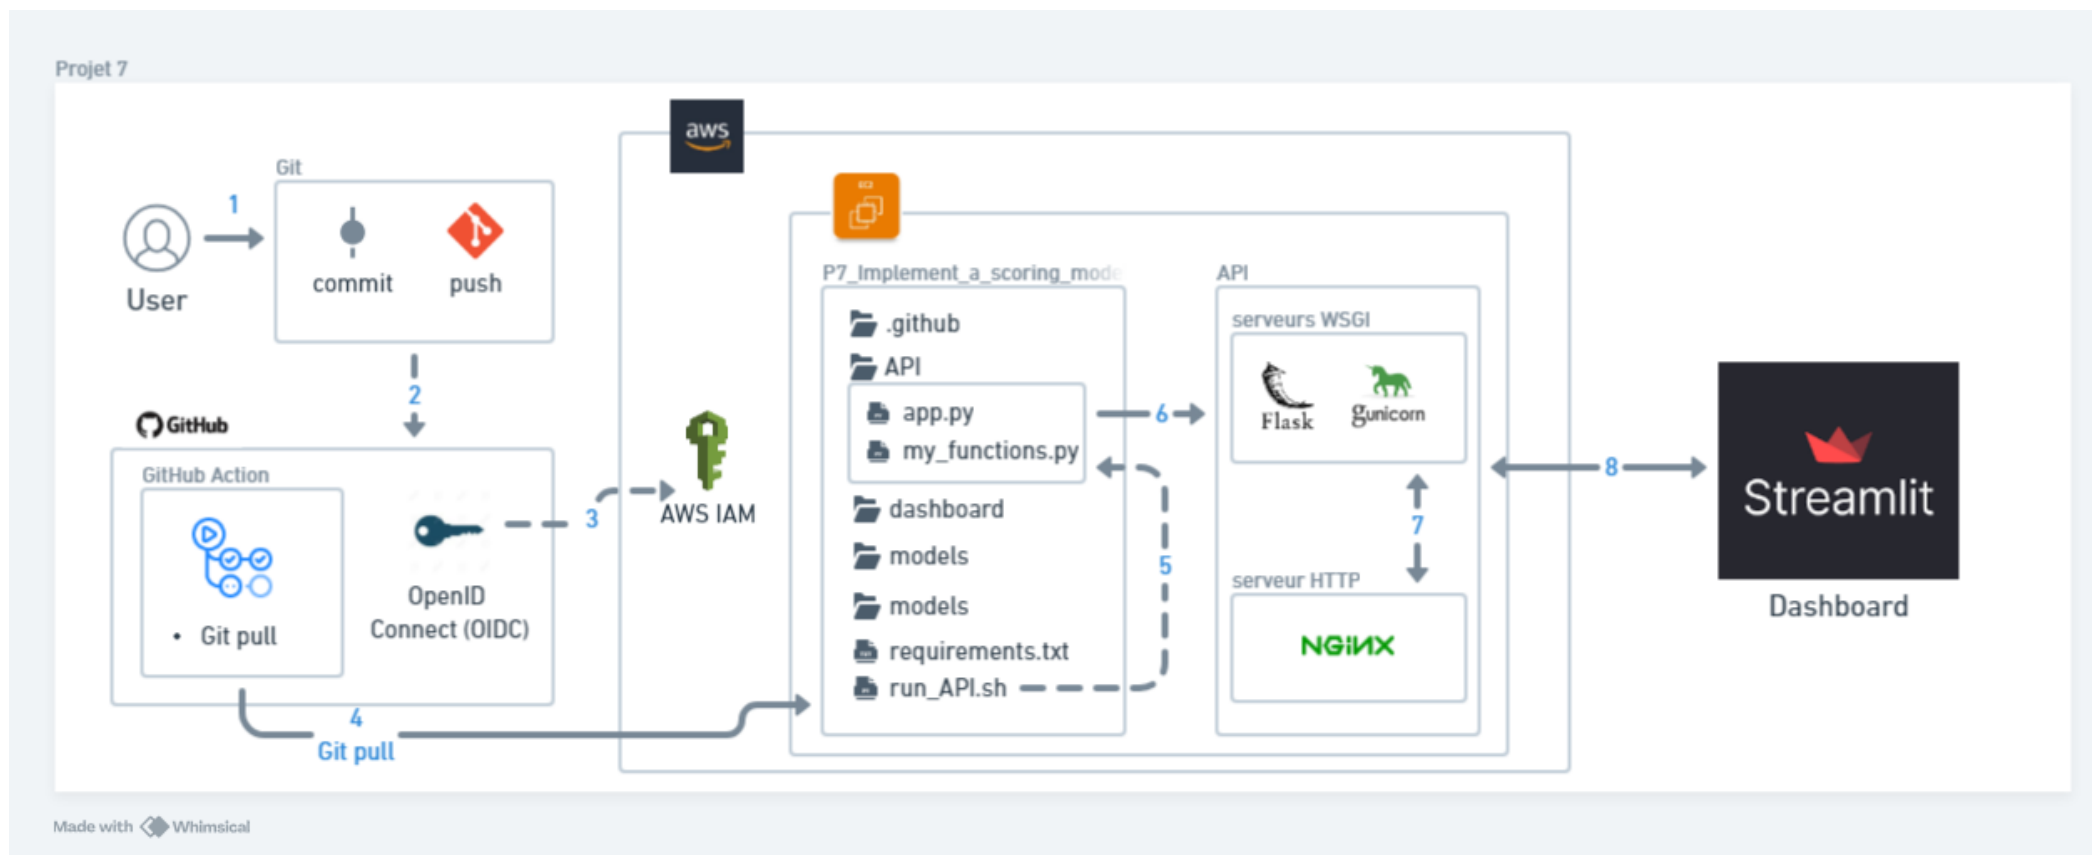 Projet 7
aws
Git
1
commit
push
User
EC2
P7_Implement_a_scoring_mode
API
.github
serveurs WSGI
API
2
app.py
6
Flask
gunicorn
GitHub
my_functions.py
GitHub Action
8
Streamlit
dashboard
3
AWS IAM
7
models
5
serveur HTTP
OpenID
Connect (OIDC)
models
Dashboard
• Git pull
requirements.txt
NGINX
run_API.sh
4
Git pull
Made with Whimsical